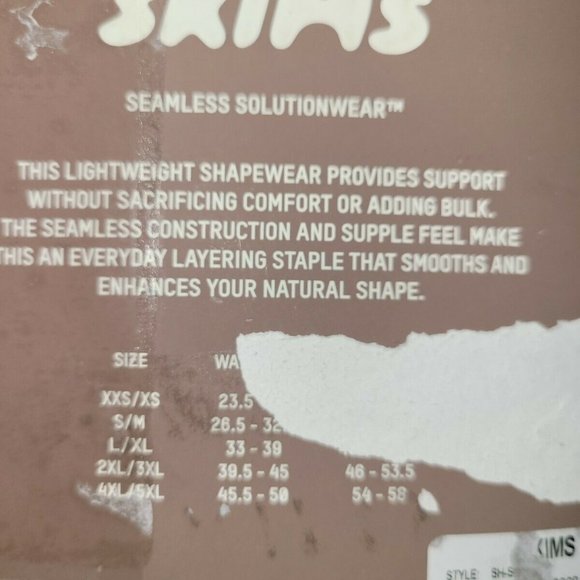 SKIMS
SEAMLESS SOLUTIONWEAR™
THIS LIGHTWEIGHT SHAPEWEAR PROVIDES SUPPORT
WITHOUT SACRIFICING COMFORT OR ADDING BULK.
THE SEAMLESS CONSTRUCTION AND SUPPLE FEEL MAKE
THIS AN EVERYDAY LAYERING STAPLE THAT SMOOTHS AND
ENHANCES YOUR NATURAL SHAPE.
SIZE WA
XXS/XS 23.5
S/M 26.5 - 32
L/XL 33 - 39
2XL/3XL 39.5 - 45 46 - 53.5
4XL/5XL 45.5 - 50 54 - 58
KIMS
STYLE: